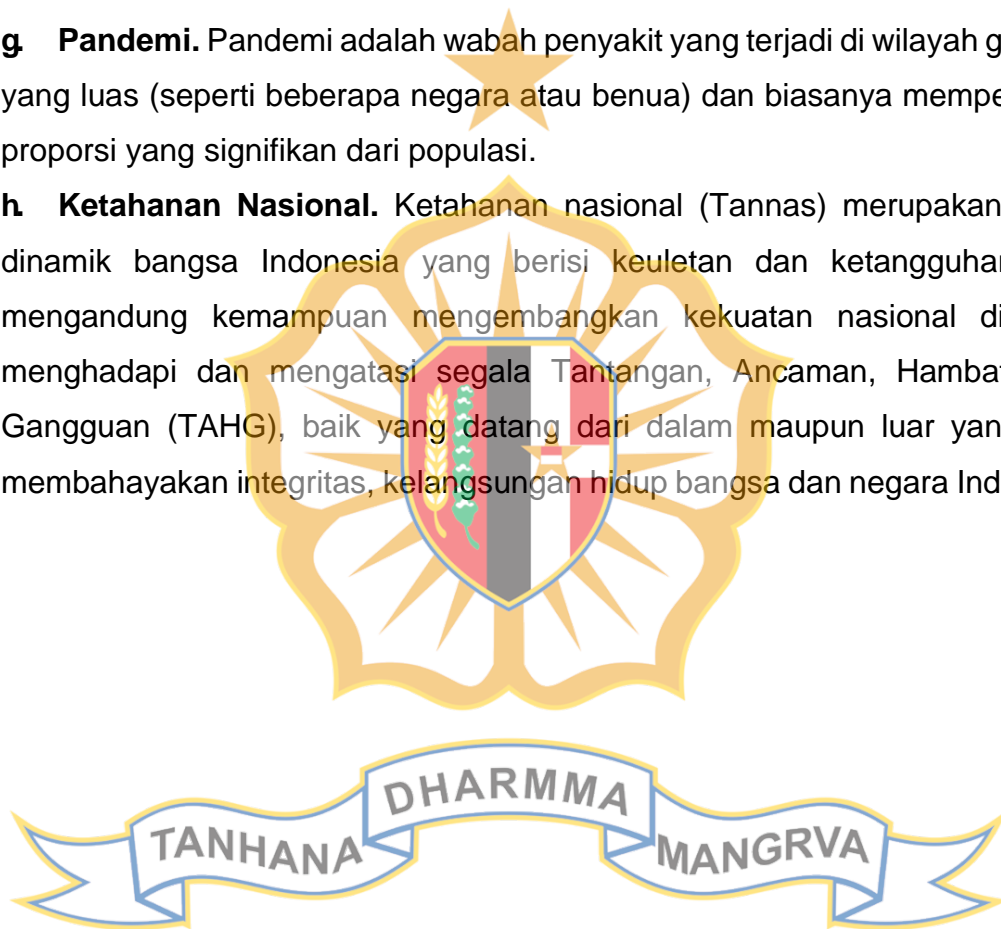 g. Pandemi. Pandemi adalah wabah penyakit yang terjadi di wilayah g
yang luas (seperti beberapa negara atau benua) dan biasanya mempe
proporsi yang signifikan dari populasi.
h. Ketahanan Nasional. Ketahanan nasional (Tannas) merupakan
dinamik bangsa Indonesia yang berisi keuletan dan ketangguhan
mengandung kemampuan mengembangkan kekuatan nasional di
menghadapi dan mengatasi segala Tantangan, Ancaman, Hambat
Gangguan (TAHG), baik yang datang dari dalam maupun luar yan
membahayakan integritas, kelangsungan hidup bangsa dan negara Ind
TANHANA DHARMMA MANGRVA